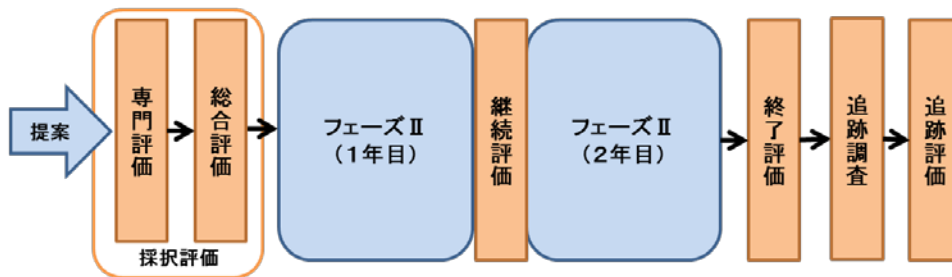 提案
専門評価
総合評価
採択評価
フェーズⅡ
(1年目)
継続評価
フェーズⅡ
(2年目)
終了評価
追跡調査
追跡評価